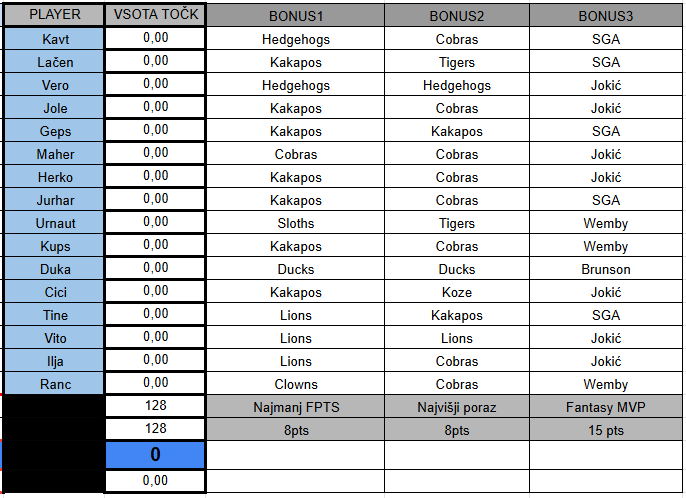 PLAYER VSOTA TOČK BONUS1 BONUS2 BONUS3
Kavt 0,00 Hedgehogs Cobras SGA
Lačen 0,00 Kakapos Tigers SGA
Vero 0,00 Hedgehogs Hedgehogs Jokić
Jole 0,00 Kakapos Cobras Jokić
Geps 0,00 Kakapos Kakapos SGA
Maher 0,00 Cobras Cobras Jokić
Herko 0,00 Kakapos Cobras Jokić
Jurhar 0,00 Kakapos Cobras SGA
Urnaut 0,00 Sloths Tigers Wemby
Kups 0,00 Kakapos Cobras Wemby
Duka 0,00 Ducks Ducks Brunson
Cici 0,00 Kakapos Koze Jokić
Tine 0,00 Lions Kakapos SGA
Vito 0,00 Lions Lions Jokić
Ilja 0,00 Lions Cobras Jokić
Ranc 0,00 Clowns Cobras Wemby
128 Najmanj FPTS Najvišji poraz Fantasy MVP
128 8pts 8pts 15 pts
0
0,00